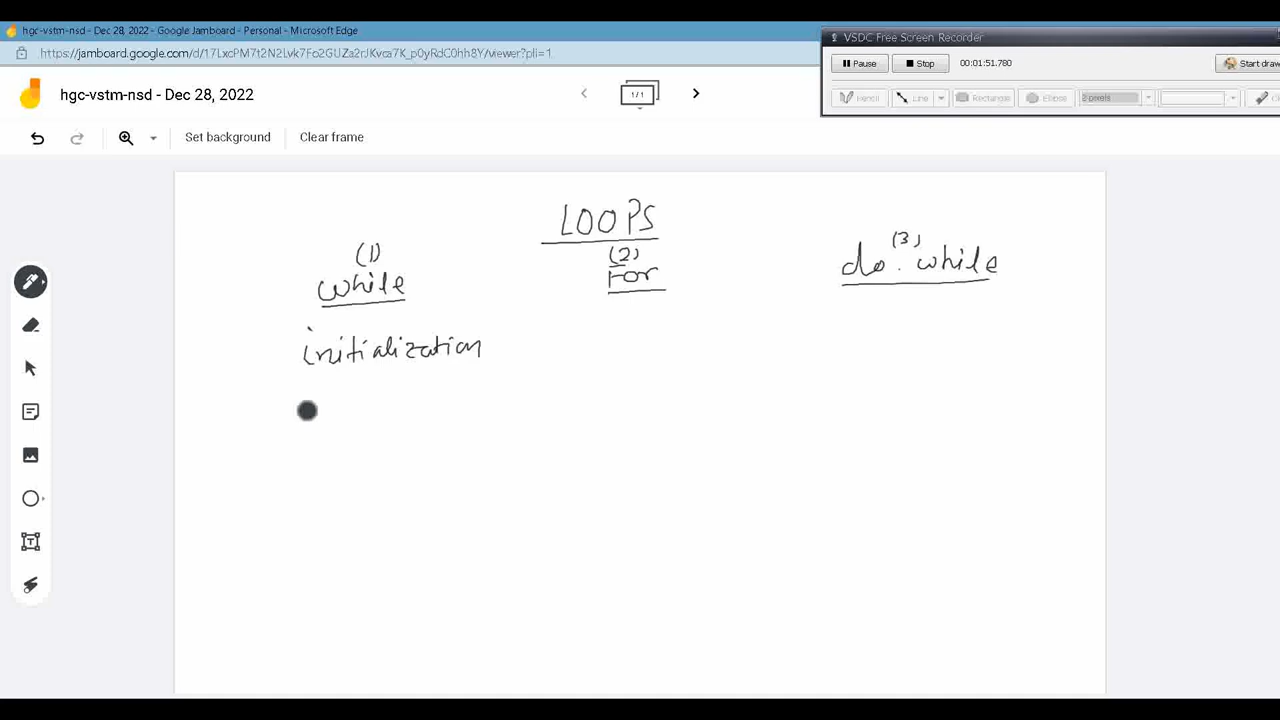 hgc-vstm-nsd - Dec 28, 2022 - Google Jamboard - Personal - Microsoft Edge
https://jamboard.google.com/d/17LxcPM7t2N2Lvk7Fo2GUZa2rJKvca7K_p0yRdC0hh8Y/viewer?pli=1
VSDC Free Screen Recorder
Pause
Stop
00:01:51.780
Start draw
Pencil
Line
Rectangle
Ellipse
2 pixels
hgc-vstm-nsd - Dec 28, 2022
1/1
Set background
Clear frame
LOOPS
(1)
(2)
(3)
while
For
do. while
initialization